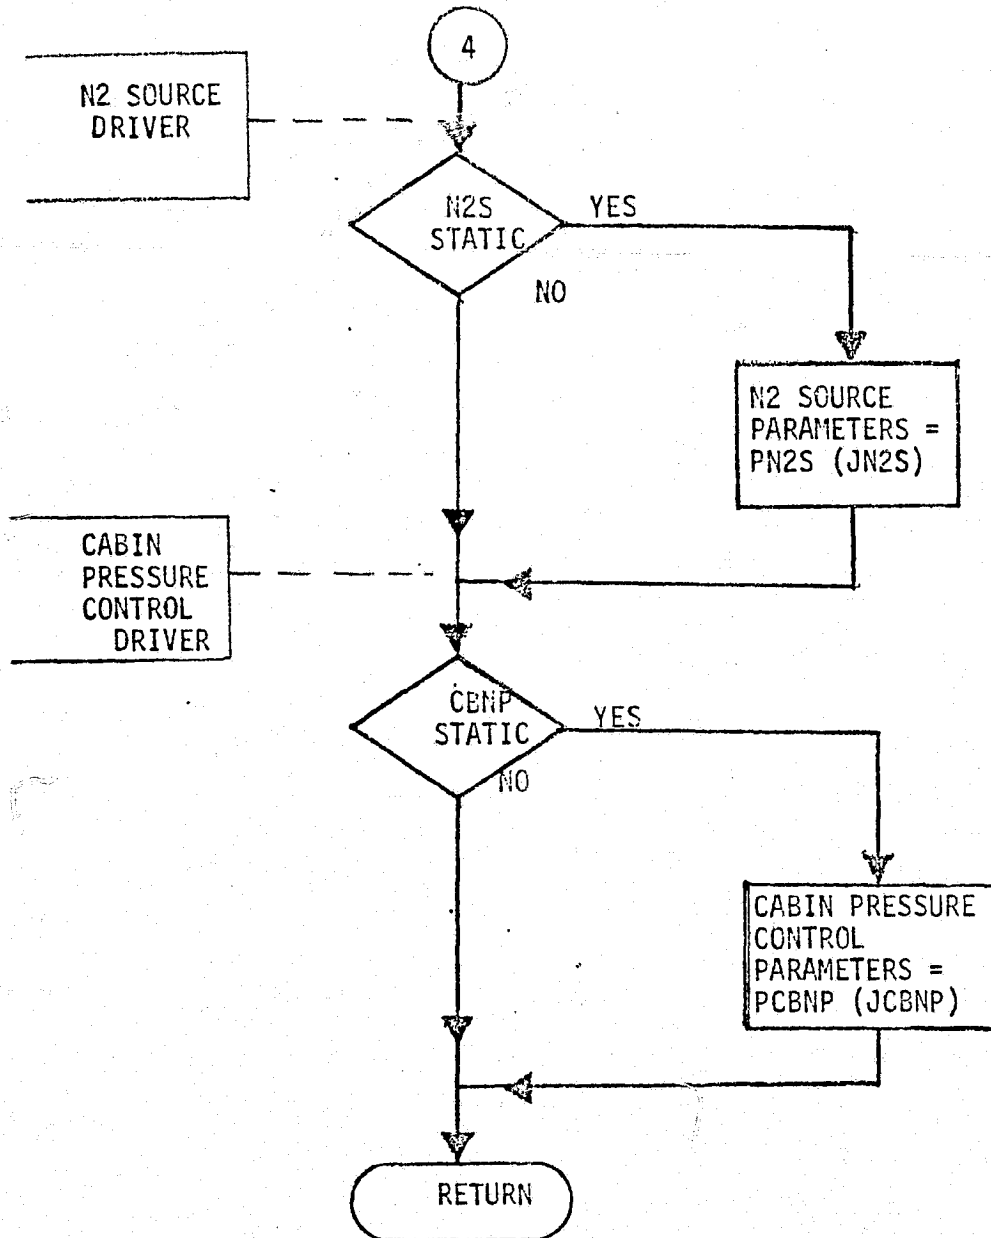 4
N2 SOURCE
DRIVER
N2S
STATIC
YES
NO
N2 SOURCE
PARAMETERS =
PN2S (JN2S)
CABIN
PRESSURE
CONTROL
DRIVER
CBNP
STATIC
YES
NO
CABIN PRESSURE
CONTROL
PARAMETERS =
PCBNP (JCBNP)
RETURN